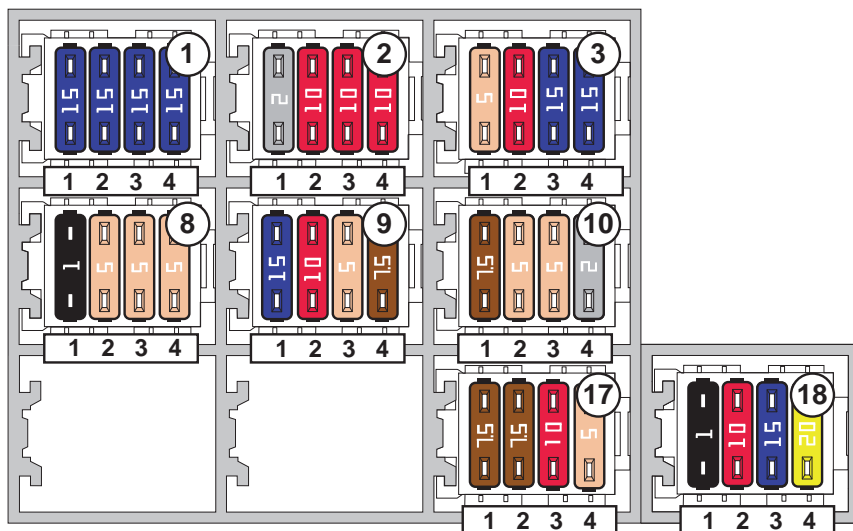 1
15 15 15 15
1 2 3 4
2
2 10 10 10
1 2 3 4
3
5 10 15 15
1 2 3 4
8
1 5 5 5
1 2 3 4
9
15 10 5 7.5
1 2 3 4
10
7.5 5 5 2
1 2 3 4
17
7.5 7.5 10 5
1 2 3 4
18
1 10 15 20
1 2 3 4